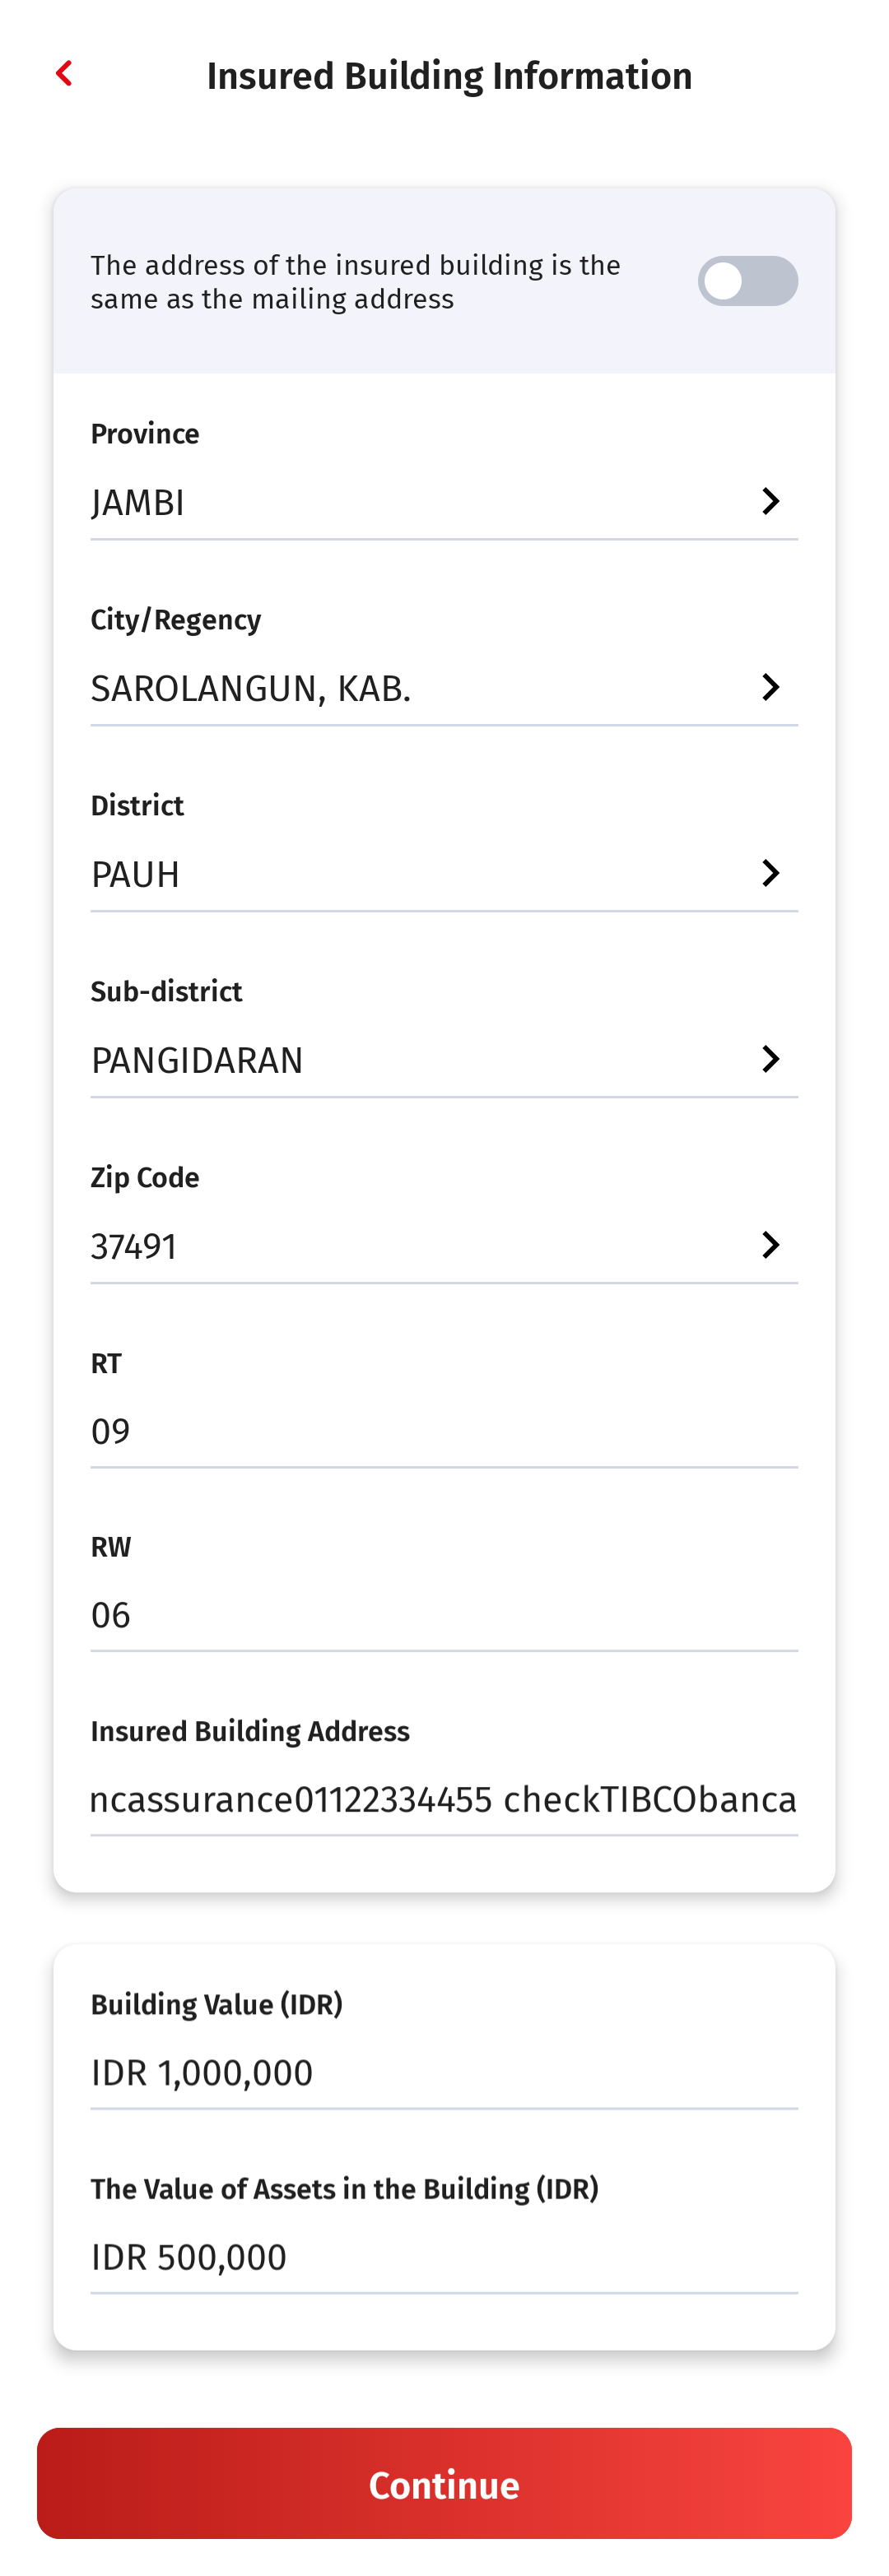 Insured Building Information
The address of the insured building is the
same as the mailing address
Province
JAMBI
City/Regency
SAROLANGUN, KAB.
District
PAUH
Sub-district
PANGIDARAN
Zip Code
37491
RT
09
RW
06
Insured Building Address
ncassurance01122334455 checkTIBCObanca
Building Value (IDR)
IDR 1,000,000
The Value of Assets in the Building (IDR)
IDR 500,000
Continue